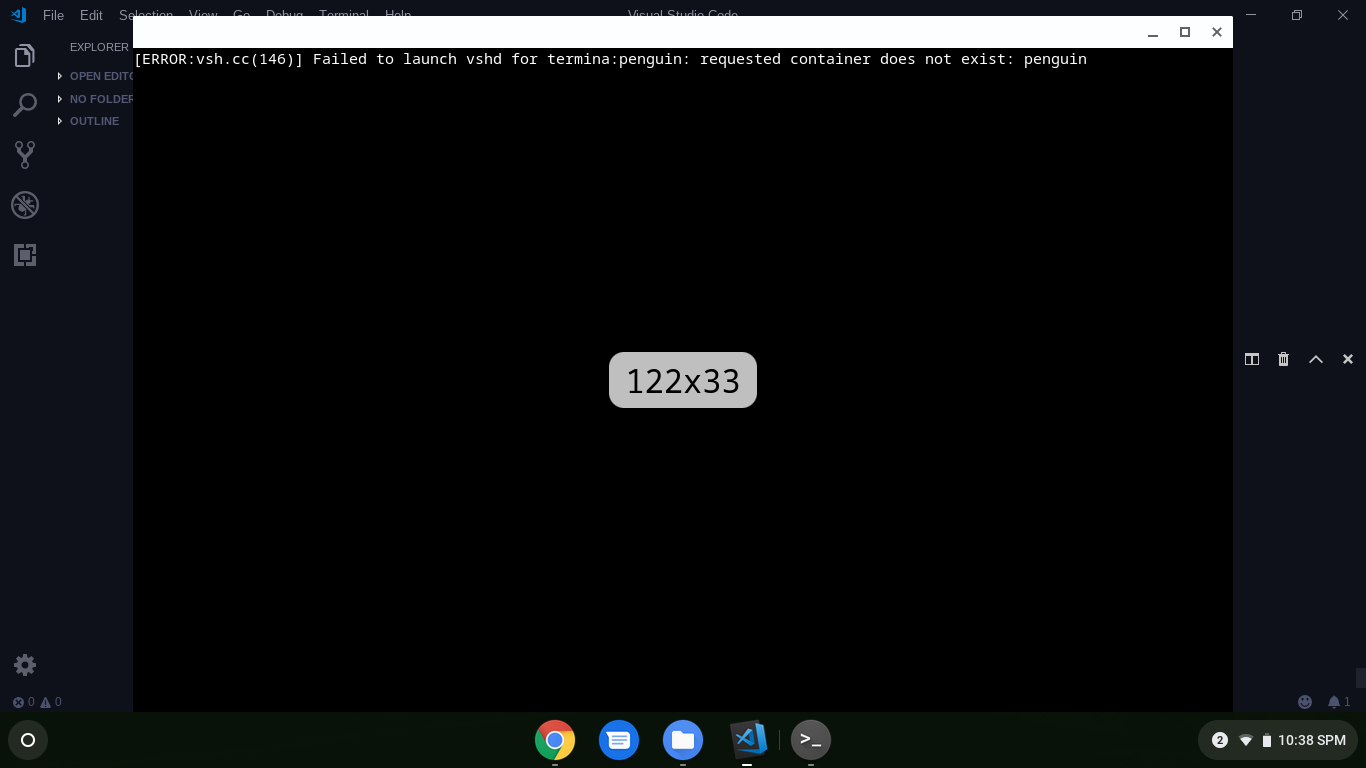 File Edit Selection View Go Debug Terminal Help Visual Studio Code
EXPLORER
[ERROR:vsh.cc(146)] Failed to launch vshd for termina:penguin: requested container does not exist: penguin
OPEN EDITO
NO FOLDER
OUTLINE
122x33
0 0 1
>_ 2 10:38 SPM